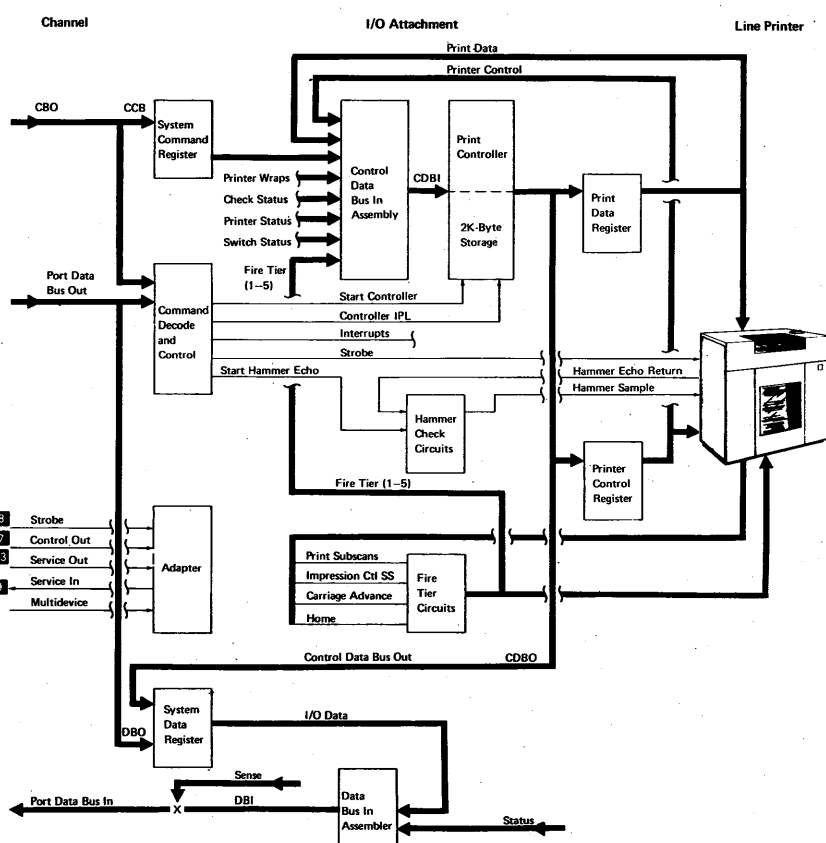 Channel
I/O Attachment
Line Printer
Print Data
Printer Control
CBO
CCB
System
Command
Register
Printer Wraps
Check Status
Printer Status
Switch Status
Fire Tier
(1–5)
Control
Data
Bus In
Assembly
CDBI
Print
Controller
2K-Byte
Storage
Print
Data
Register
Port Data
Bus Out
Command
Decode
and
Control
Start Controller
Controller IPL
Interrupts
Strobe
Start Hammer Echo
Hammer Echo Return
Hammer Sample
Hammer
Check
Circuits
Printer
Control
Register
Fire Tier (1–5)
Strobe
Control Out
3 Service Out
Service In
Multidevice
Adapter
Print Subscans
Impression Ctl SS
Carriage Advance
Home
Fire
Tier
Circuits
Control Data Bus Out
CDBO
System
Data
Register
DBO
I/O Data
Sense
Port Data Bus In
X
DBI
Data
Bus In
Assembler
Status